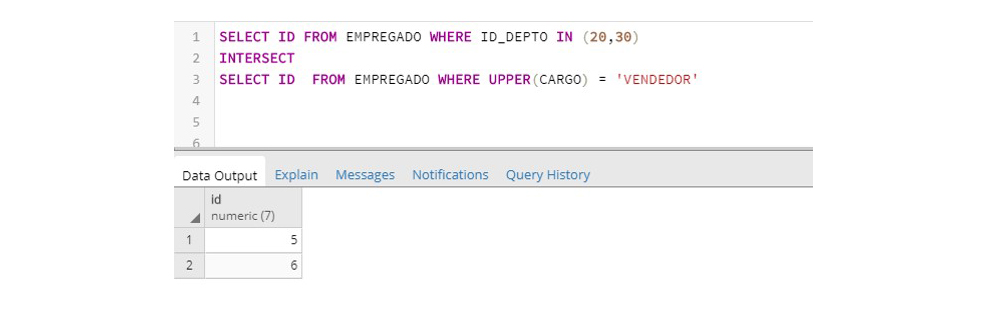 1 SELECT ID FROM EMPREGADO WHERE ID_DEPTO IN (20,30)
2 INTERSECT
3 SELECT ID  FROM EMPREGADO WHERE UPPER(CARGO) = 'VENDEDOR'
4
5
6
Data Output Explain Messages Notifications Query History
id
numeric (7)
1 5
2 6